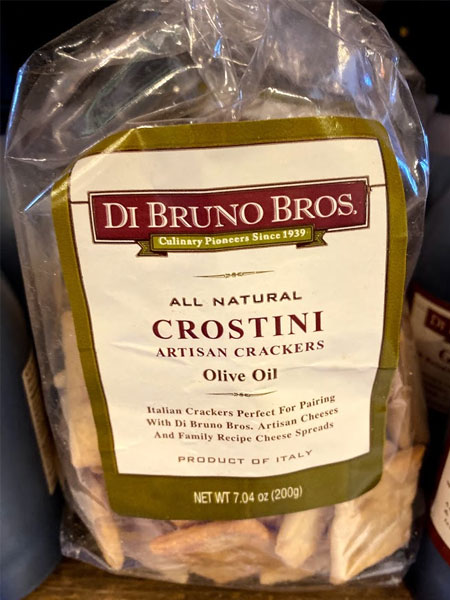 DI BRUNO BROS.
Culinary Pioneers Since 1939
ALL NATURAL
CROSTINI
ARTISAN CRACKERS
Olive Oil
Italian Crackers Perfect For Pairing
With Di Bruno Bros. Artisan Cheeses
And Family Recipe Cheese Spreads
PRODUCT OF ITALY
NET WT 7.04 oz (200g)